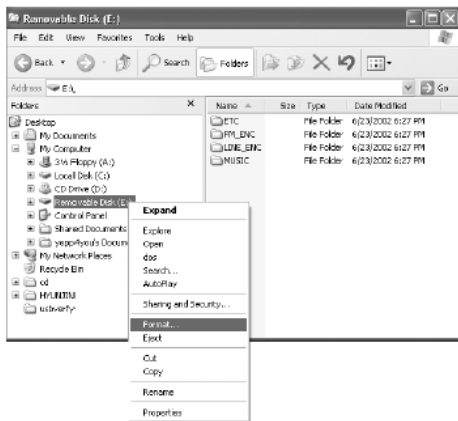 Removable Disk (E:)
File Edit View Favorites Tools Help
Back Search Folders
Address E:\ Go
Folders × Name Size Type Date Modified
Desktop
My Documents
My Computer
3½ Floppy (A:)
Local Disk (C:)
CD Drive (D:)
Removable Disk (E:)
Control Panel
Shared Documents
yepp4you's Docum
My Network Places
Recycle Bin
cd
HYUNJIN
usbverfy
ETC File Folder 6/23/2002 6:27 PM
FM_ENC File Folder 6/23/2002 6:27 PM
LINE_ENC File Folder 6/23/2002 6:27 PM
MUSIC File Folder 6/23/2002 6:27 PM
Expand
Explore
Open
dos
Search...
AutoPlay
Sharing and Security...
Format...
Eject
Cut
Copy
Rename
Properties